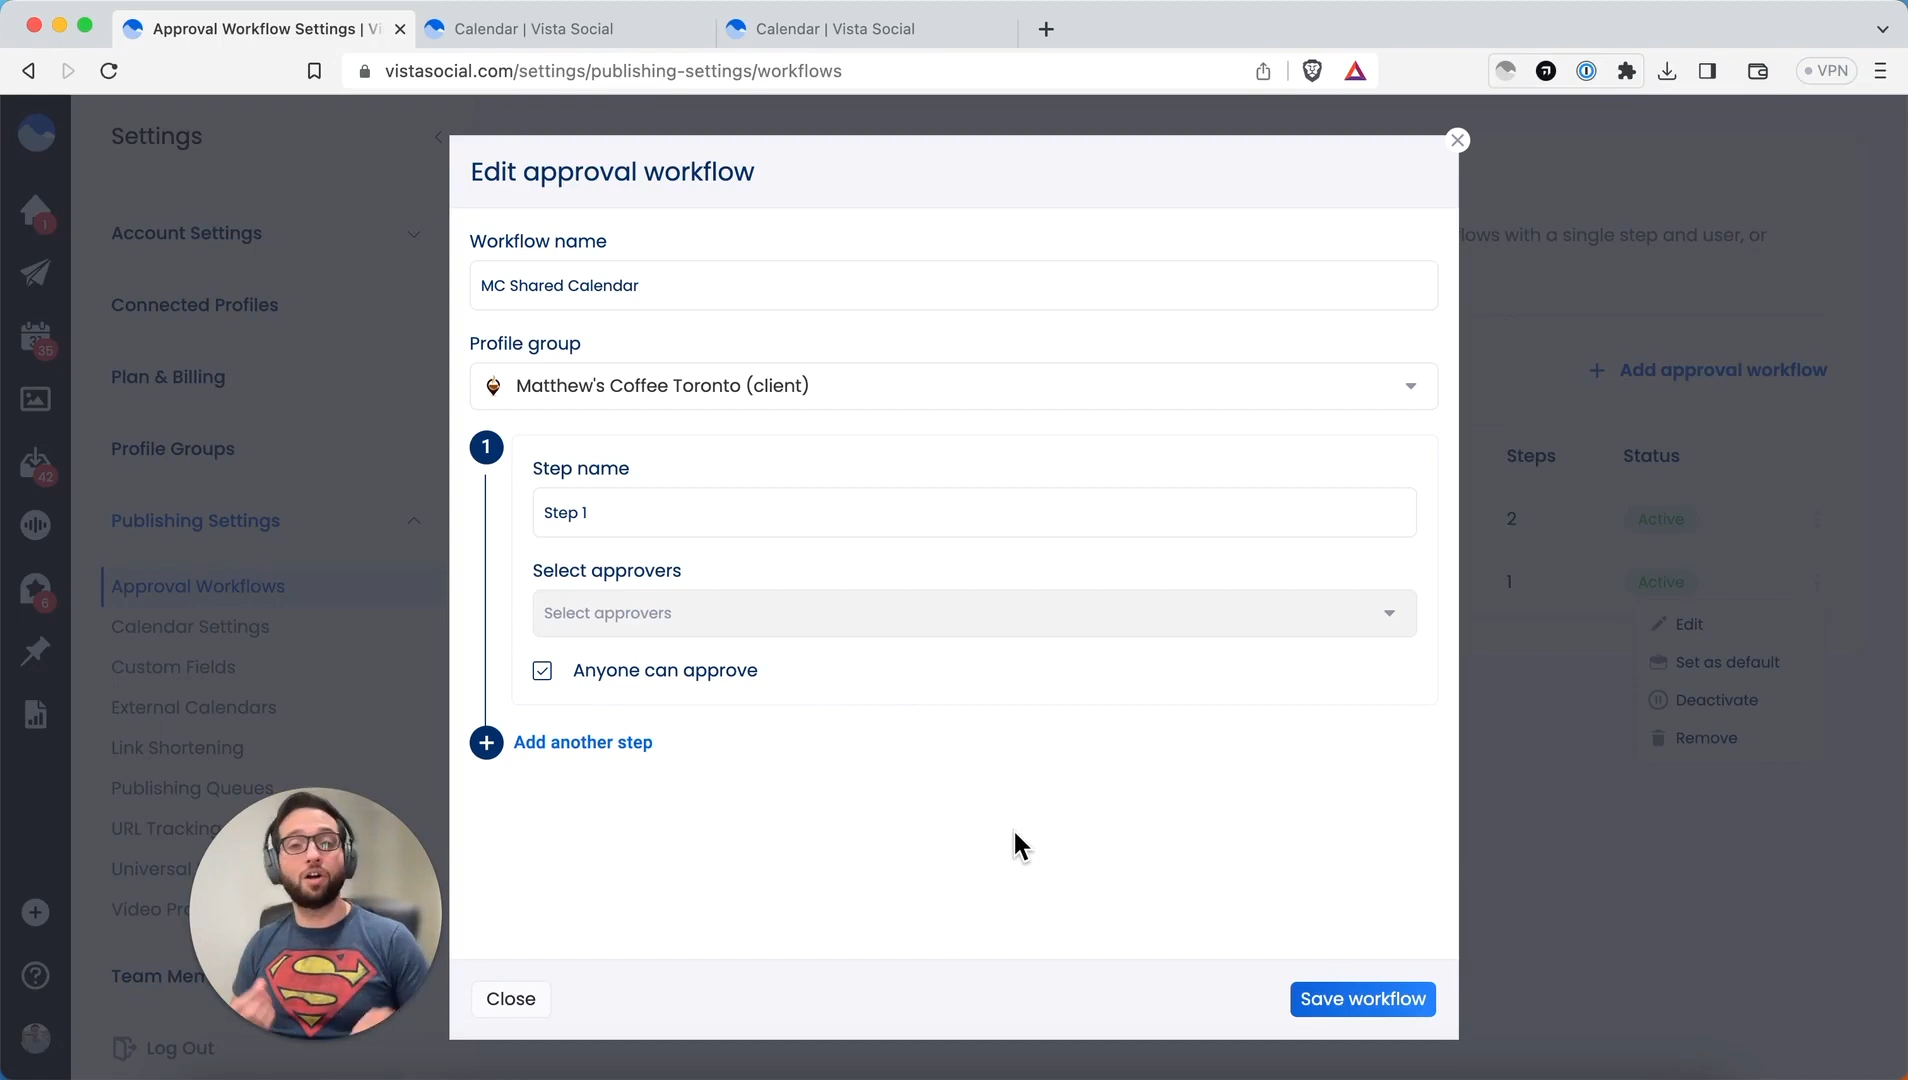 Approval Workflow Settings | Vi
Calendar | Vista Social
Calendar | Vista Social
vistasocial.com/settings/publishing-settings/workflows
VPN
Settings
1
35
42
6
Account Settings
Connected Profiles
Plan & Billing
Profile Groups
Publishing Settings
Approval Workflows
Calendar Settings
Custom Fields
External Calendars
Link Shortening
Publishing Queues
URL Tracking
Universal
Video Pr
Team Mem
Log Out
Edit approval workflow
Workflow name
MC Shared Calendar
Profile group
Matthew's Coffee Toronto (client)
1
Step name
Step 1
Select approvers
Select approvers
Anyone can approve
Add another step
Close
Save workflow
lows with a single step and user, or
Add approval workflow
Steps
Status
2
Active
1
Active
Edit
Set as default
Deactivate
Remove